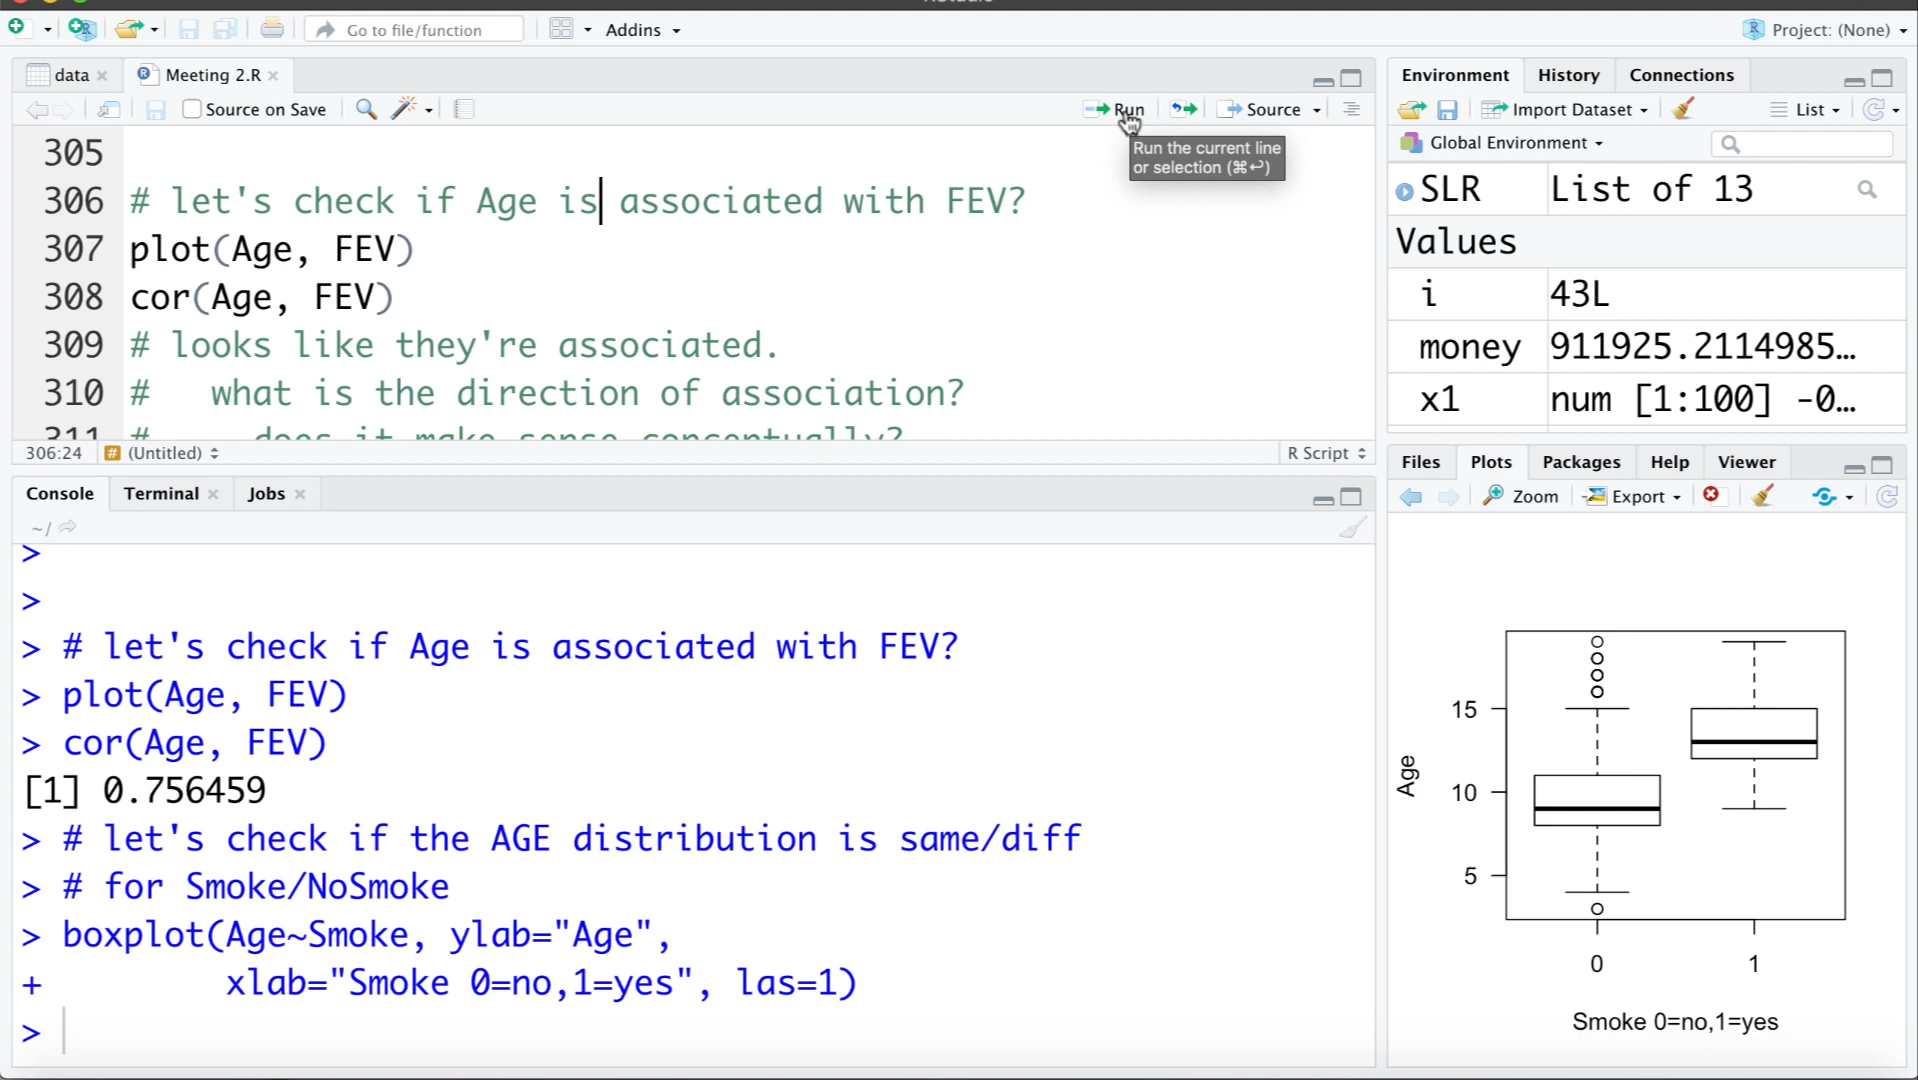 Go to file/function
Addins
Project: (None)
data
Meeting 2.R
Source on Save
Run
Source
Run the current line
or selection (⌘↩)
305
306 # let's check if Age is associated with FEV?
307 plot(Age, FEV)
308 cor(Age, FEV)
309 # looks like they're associated.
310 #   what is the direction of association?
311 #     does it make sense conceptually?
306:24
# (Untitled)
R Script
Console
Terminal
Jobs
~/
>
>
> # let's check if Age is associated with FEV?
> plot(Age, FEV)
> cor(Age, FEV)
[1] 0.756459
> # let's check if the AGE distribution is same/diff
> # for Smoke/NoSmoke
> boxplot(Age~Smoke, ylab="Age",
+         xlab="Smoke 0=no,1=yes", las=1)
>
Environment
History
Connections
Import Dataset
List
Global Environment
SLR List of 13
Values
i 43L
money 911925.2114985…
x1 num [1:100] -0…
Files
Plots
Packages
Help
Viewer
Zoom
Export
15
10
5
Age
0
1
Smoke 0=no,1=yes